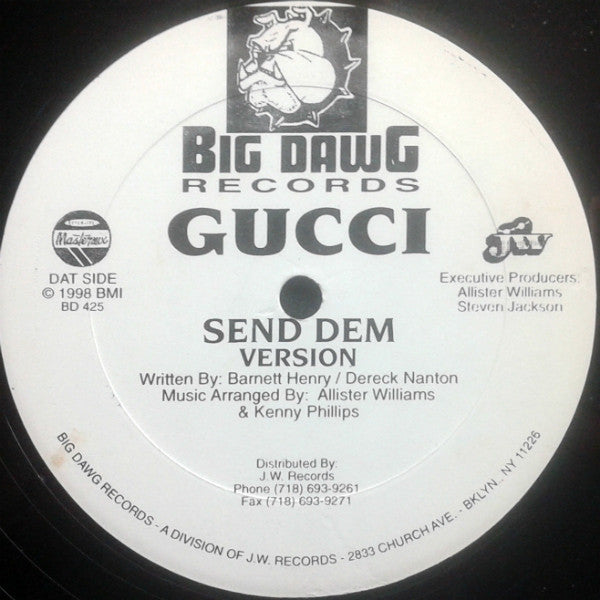 BIG DAWG
RECORDS
GUCCI
Mastermix
DAT SIDE
© 1998 BMI
BD 425
JW
Executive Producers:
Allister Williams
Steven Jackson
SEND DEM
VERSION
Written By: Barnett Henry / Dereck Nanton
Music Arranged By: Allister Williams
& Kenny Phillips
Distributed By:
J.W. Records
Phone (718) 693-9261
Fax (718) 693-9271
BIG DAWG RECORDS - A DIVISION OF J.W. RECORDS - 2833 CHURCH AVE. - BKLYN., NY 11226